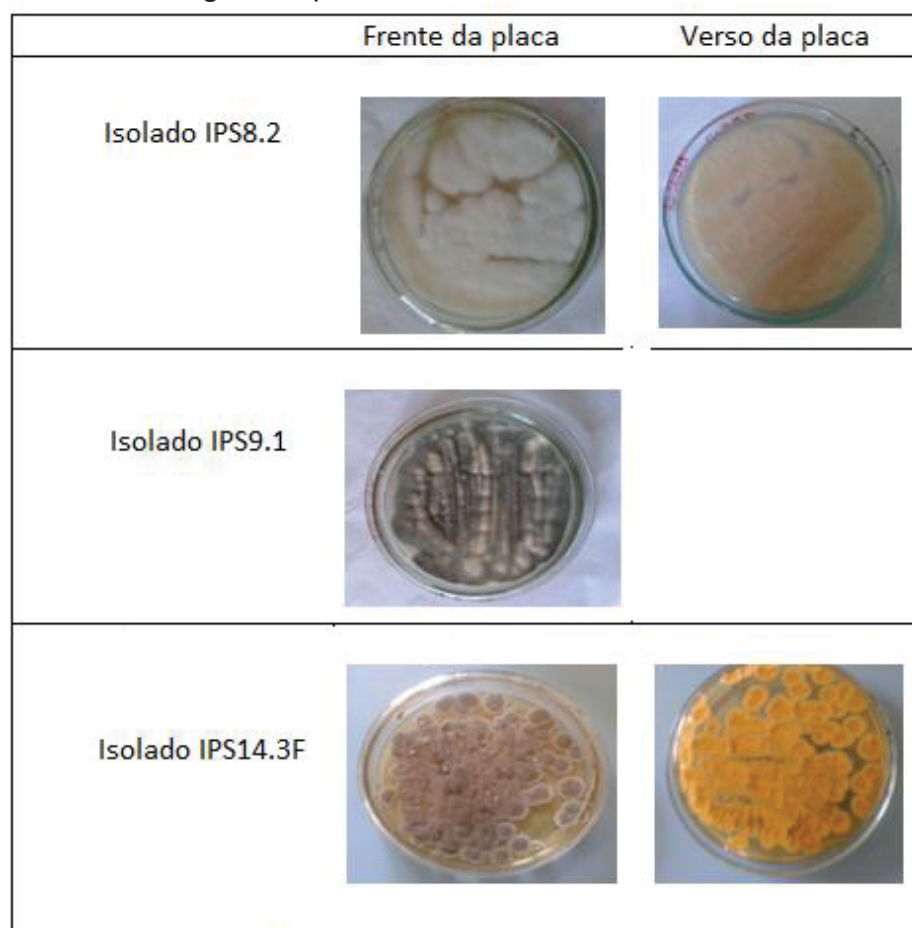 Frente da placa Verso da placa
Isolado IPS8.2
Isolado IPS9.1
Isolado IPS14.3F